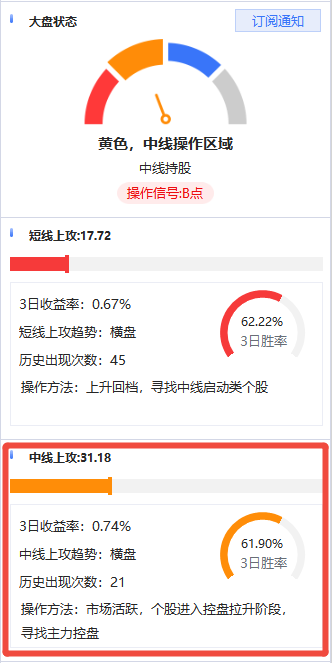 大盘状态
订阅通知
黄色，中线操作区域
中线持股
操作信号:B点
短线上攻:17.72
3日收益率：0.67%
短线上攻趋势：横盘
历史出现次数：45
操作方法：上升回档，寻找中线启动类个股
62.22%
3日胜率
中线上攻:31.18
3日收益率：0.74%
中线上攻趋势：横盘
历史出现次数：21
操作方法：市场活跃，个股进入控盘拉升阶段，
寻找主力控盘
61.90%
3日胜率